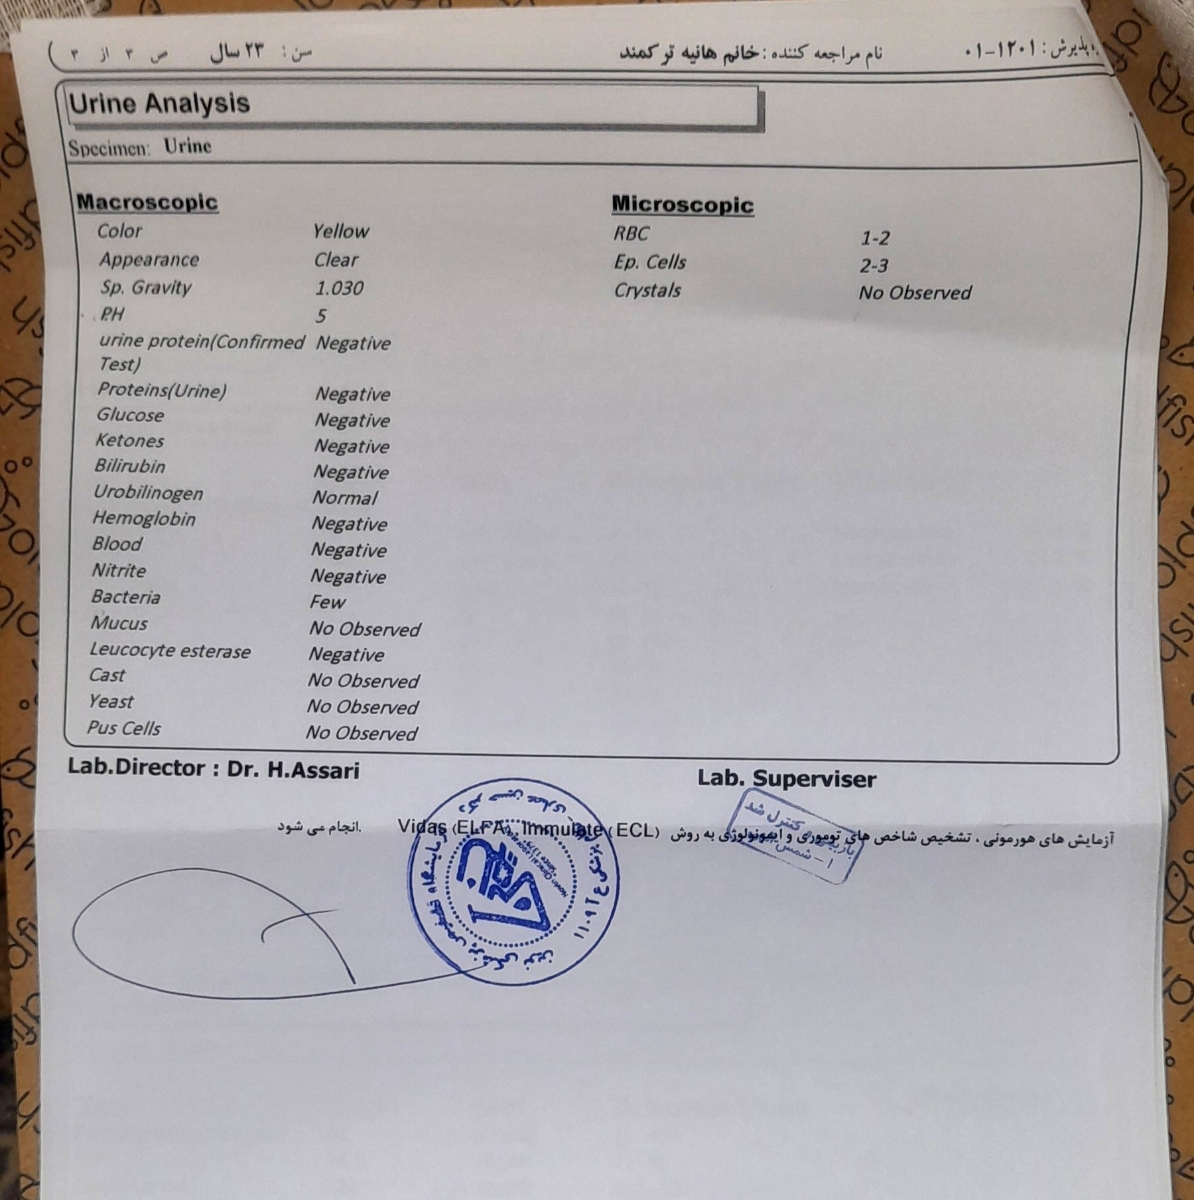 پذیرش : ۱۲۰۱-۰۱ نام مراجعه کننده : خانم هانیه ترکمند سن : ۲۳ سال ص ۳ از ۳
Urine Analysis
Specimen: Urine
Macroscopic
Color Yellow
Appearance Clear
Sp. Gravity 1.030
PH 5
urine protein(Confirmed Test) Negative
Proteins(Urine) Negative
Glucose Negative
Ketones Negative
Bilirubin Negative
Urobilinogen Normal
Hemoglobin Negative
Blood Negative
Nitrite Negative
Bacteria Few
Mucus No Observed
Leucocyte esterase Negative
Cast No Observed
Yeast No Observed
Pus Cells No Observed
Microscopic
RBC 1-2
Ep. Cells 2-3
Crystals No Observed
Lab.Director : Dr. H.Assari
Lab. Superviser
آزمایش های هورمونی ، تشخیص شاخص های توموری و ایمونولوژی به روش Vidas (ELFA) , Immulate (ECL) انجام می شود.
کنترل شد